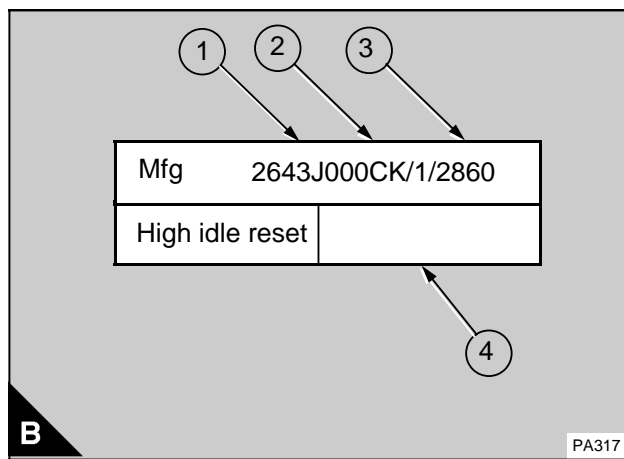 1 2 3
Mfg 2643J000CK/1/2860
High idle reset
4
B
PA317